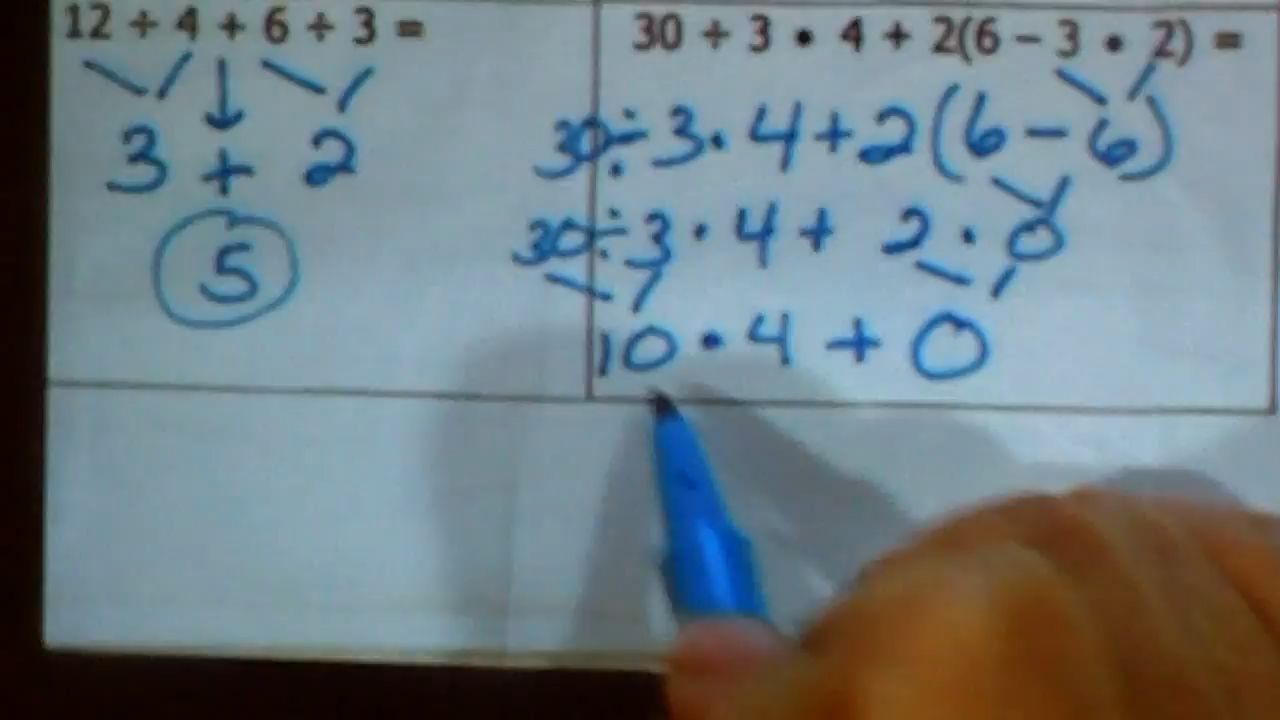 12 ÷ 4 + 6 ÷ 3 =
3 + 2
5
30 ÷ 3 • 4 + 2(6 − 3 • 2) =
30÷3·4+2(6−6)
30÷3·4+2·0
10·4+0